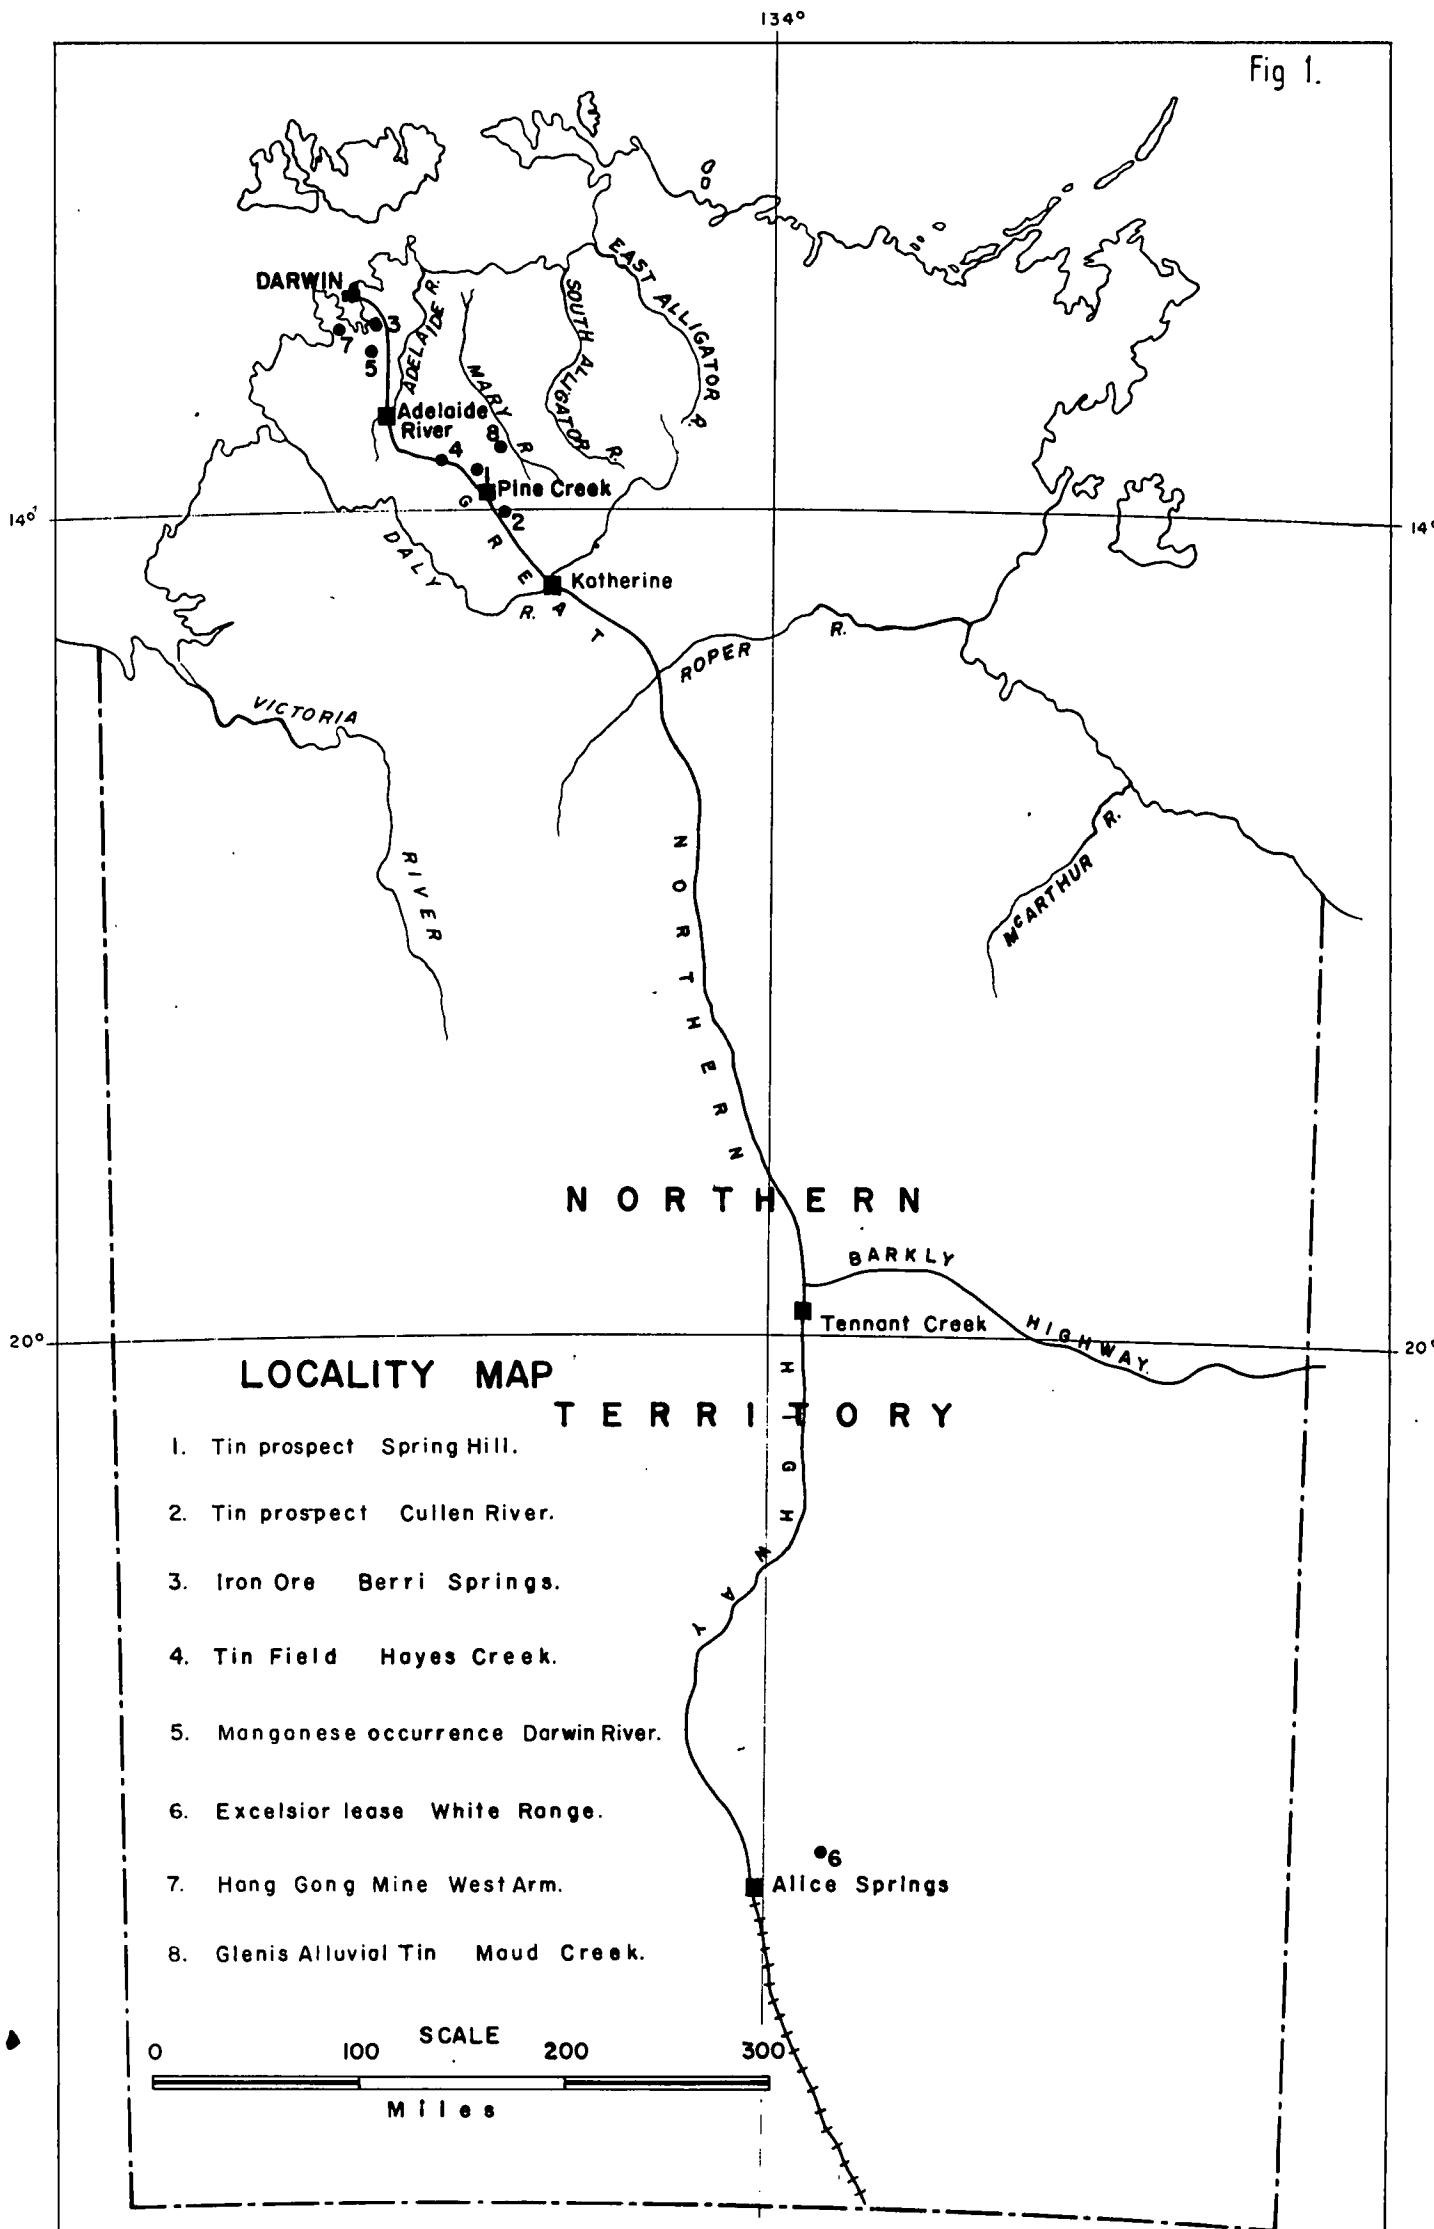 134°
Fig 1.
DARWIN
3
7
5
ADELAIDE R.
MARY R
SOUTH ALLIGATOR R.
EAST ALLIGATOR R.
Adelaide
River
4
8
1
Pine Creek
2
14°
14°
DALY R.
Katherine
ROPER R.
VICTORIA RIVER
McARTHUR R.
GREAT NORTHERN HIGHWAY
NORTHERN
BARKLY HIGHWAY.
Tennant Creek
20°
20°
TERRITORY
LOCALITY MAP
1. Tin prospect Spring Hill.
2. Tin prospect Cullen River.
3. Iron Ore Berri Springs.
4. Tin Field Hayes Creek.
5. Manganese occurrence Darwin River.
6. Excelsior lease White Range.
7. Hang Gong Mine West Arm.
8. Glenis Alluvial Tin Maud Creek.
6
Alice Springs
SCALE
0 100 200 300
Miles